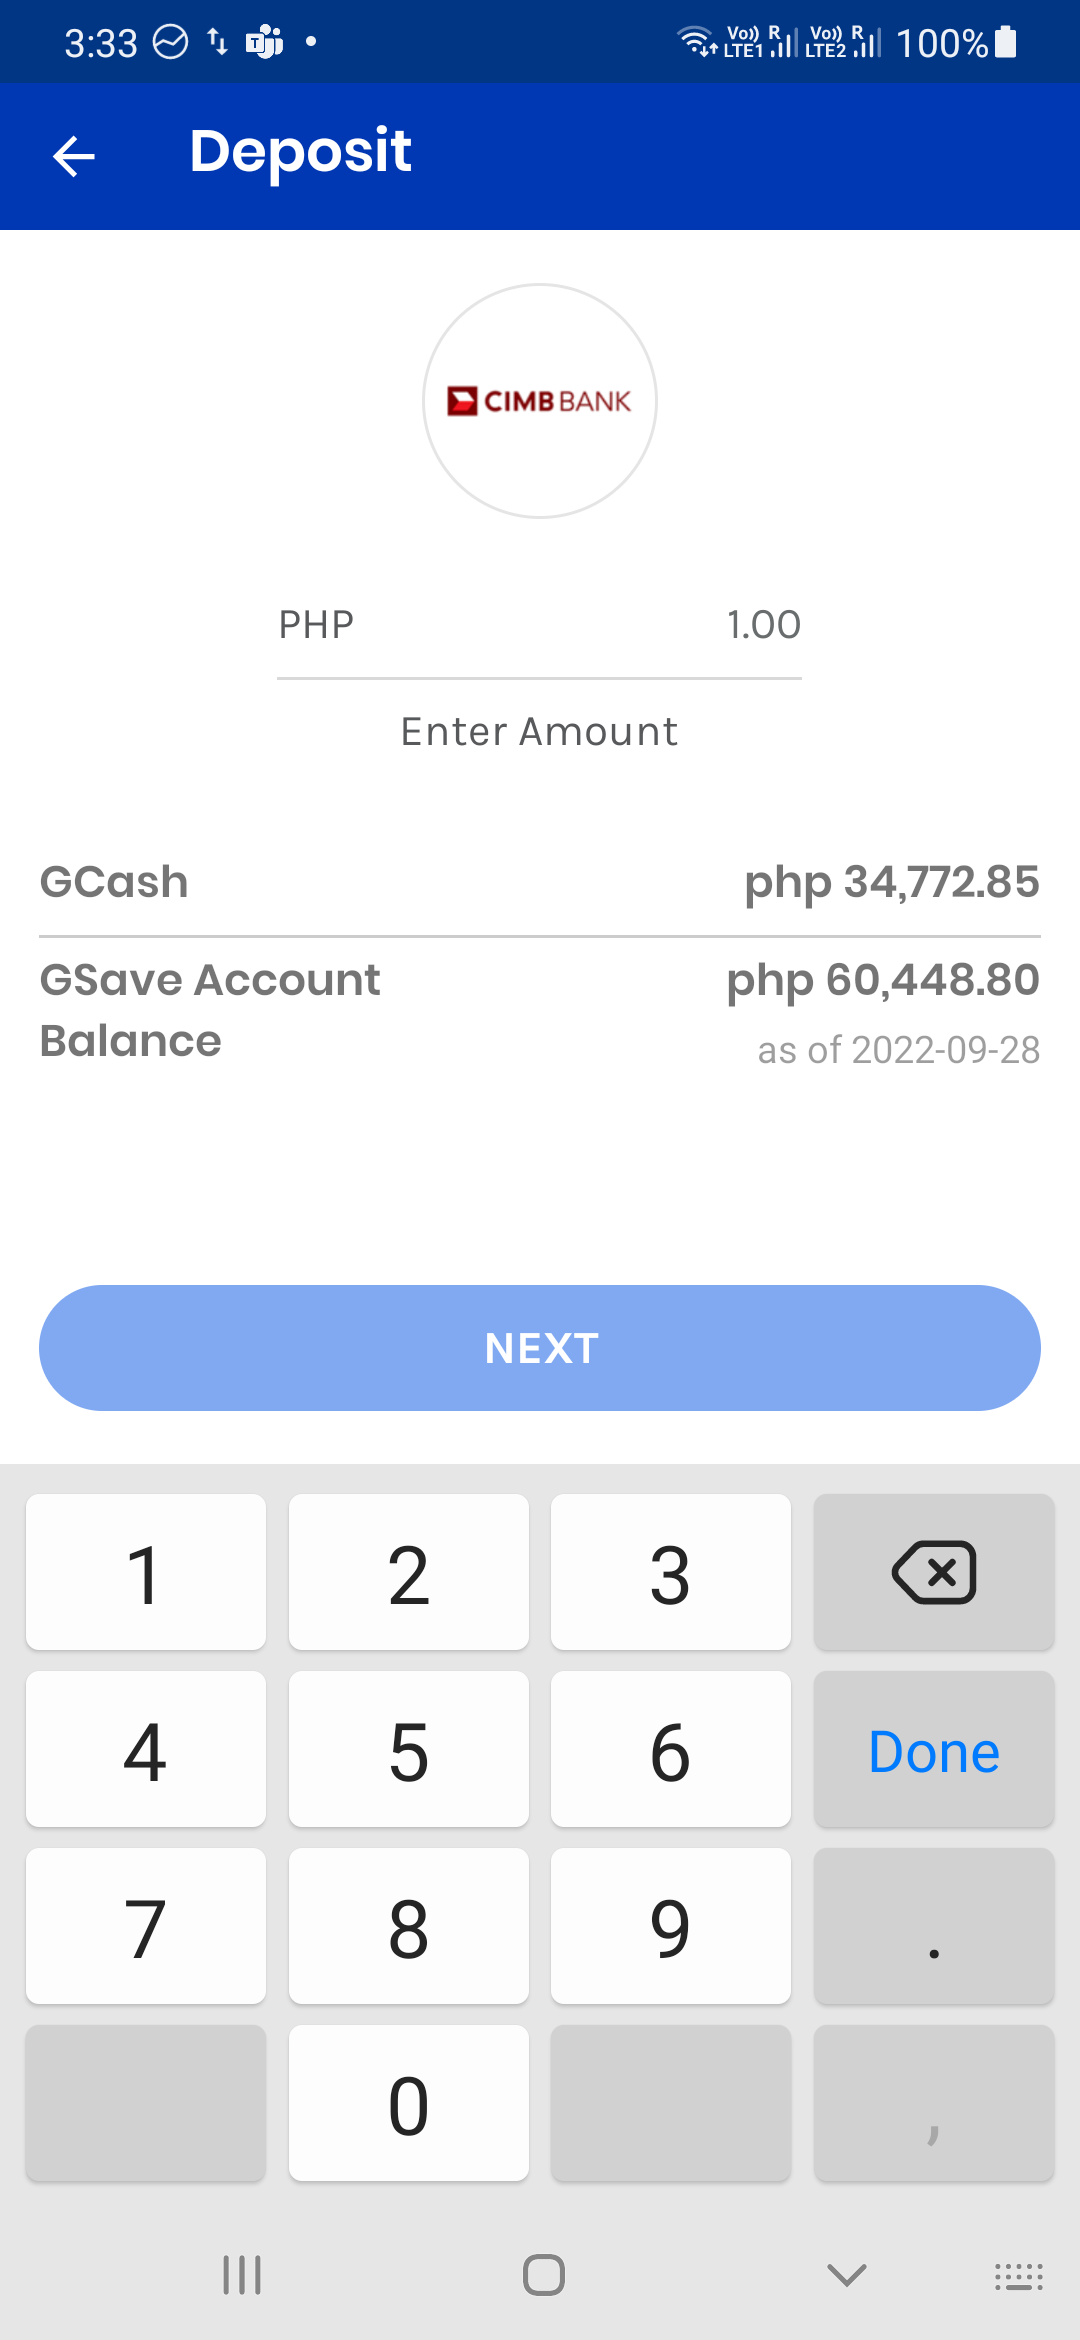 3:33
Vo)) R Vo)) R
LTE1 LTE2 100%
Deposit
CIMB BANK
PHP 1.00
Enter Amount
GCash php 34,772.85
GSave Account php 60,448.80
Balance as of 2022-09-28
NEXT
1 2 3
4 5 6 Done
7 8 9 .
0 ,